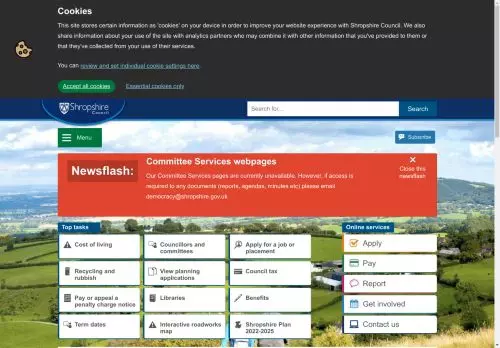 Cookies
This site stores certain information as 'cookies' on your device in order to improve your website experience with Shropshire Council. We also
share information about your use of the site with analytics partners who may combine it with other information that you've provided to them or
that they've collected from your use of their services.
You can review and set individual cookie settings here.
Accept all cookies
Essential cookies only
Shropshire
Council
Search for...
Search
Menu
Subscribe
Newsflash:
Committee Services webpages
Our Committee Services pages are currently unavailable. However, if access is
required to any documents (reports, agendas, minutes etc) please email
democracy@shropshire.gov.uk
Close this
newsflash
Top tasks
Cost of living
Councillors and
committees
Apply for a job or
placement
Recycling and
rubbish
View planning
applications
Council tax
Pay or appeal a
penalty charge notice
Libraries
Benefits
Term dates
Interactive roadworks
map
Shropshire Plan
2022-2025
Online services
Apply
Pay
Report
Get involved
Contact us